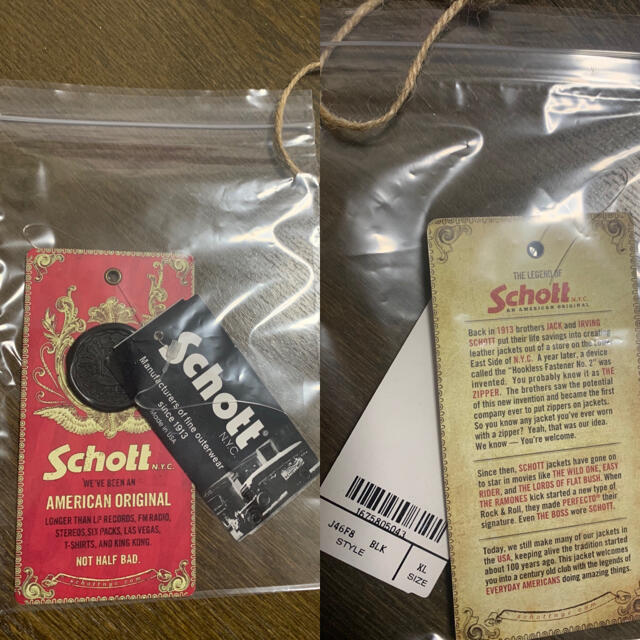 Schott N.Y.C.
WE'VE BEEN AN
AMERICAN ORIGINAL
LONGER THAN LP RECORDS, FM RADIO,
STEREOS, SIX PACKS, LAS VEGAS,
T-SHIRTS, AND KING KONG.
NOT HALF BAD.
schottnyc.com
Schott
N.Y.C.
Manufacturers of fine outerwear
since 1913
Made in USA
THE LEGEND OF
Schott N.Y.C.
AN AMERICAN ORIGINAL
Back in 1913 brothers JACK and IRVING
SCHOTT put their life savings into creating
leather jackets out of a store on the
East Side of N.Y.C. A year later, a device
called the "Hookless Fastener No. 2" was
invented. You probably know it as THE
ZIPPER. The brothers saw the potential
of this new invention and became the first
company ever to put zippers on jackets.
So you know any jacket you've ever worn
with a zipper? Yeah, that was our idea.
We know — You're welcome.
Since then, SCHOTT jackets have gone on
to star in movies like THE WILD ONE, EASY
RIDER, and THE LORDS OF FLAT BUSH. When
THE RAMONES kick started a new type of
Rock & Roll, they made PERFECTO® their
signature. Even THE BOSS wore SCHOTT.
Today, we still make many of our jackets in
the USA, keeping alive the tradition started
about 100 years ago. This jacket welcomes
you into a century old club with the legends of
EVERYDAY AMERICANS doing amazing things.
schottnyc.com
1675805043
J46F8 BLK XL
STYLE SIZE